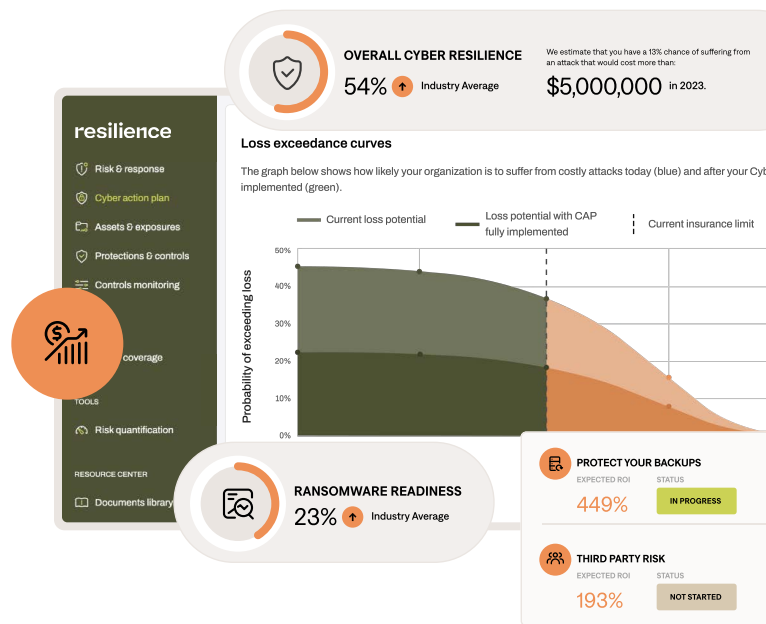 OVERALL CYBER RESILIENCE
54% Industry Average
We estimate that you have a 13% chance of suffering from
an attack that would cost more than:
$5,000,000 in 2023.
resilience
Risk & response
Cyber action plan
Assets & exposures
Protections & controls
Controls monitoring
coverage
TOOLS
Risk quantification
RESOURCE CENTER
Documents library
Loss exceedance curves
The graph below shows how likely your organization is to suffer from costly attacks today (blue) and after your Cyb
implemented (green).
Current loss potential
Loss potential with CAP
fully implemented
Current insurance limit
Probability of exceeding loss
50%
40%
30%
20%
10%
0%
RANSOMWARE READINESS
23% Industry Average
PROTECT YOUR BACKUPS
EXPECTED ROI STATUS
449% IN PROGRESS
THIRD PARTY RISK
EXPECTED ROI STATUS
193% NOT STARTED